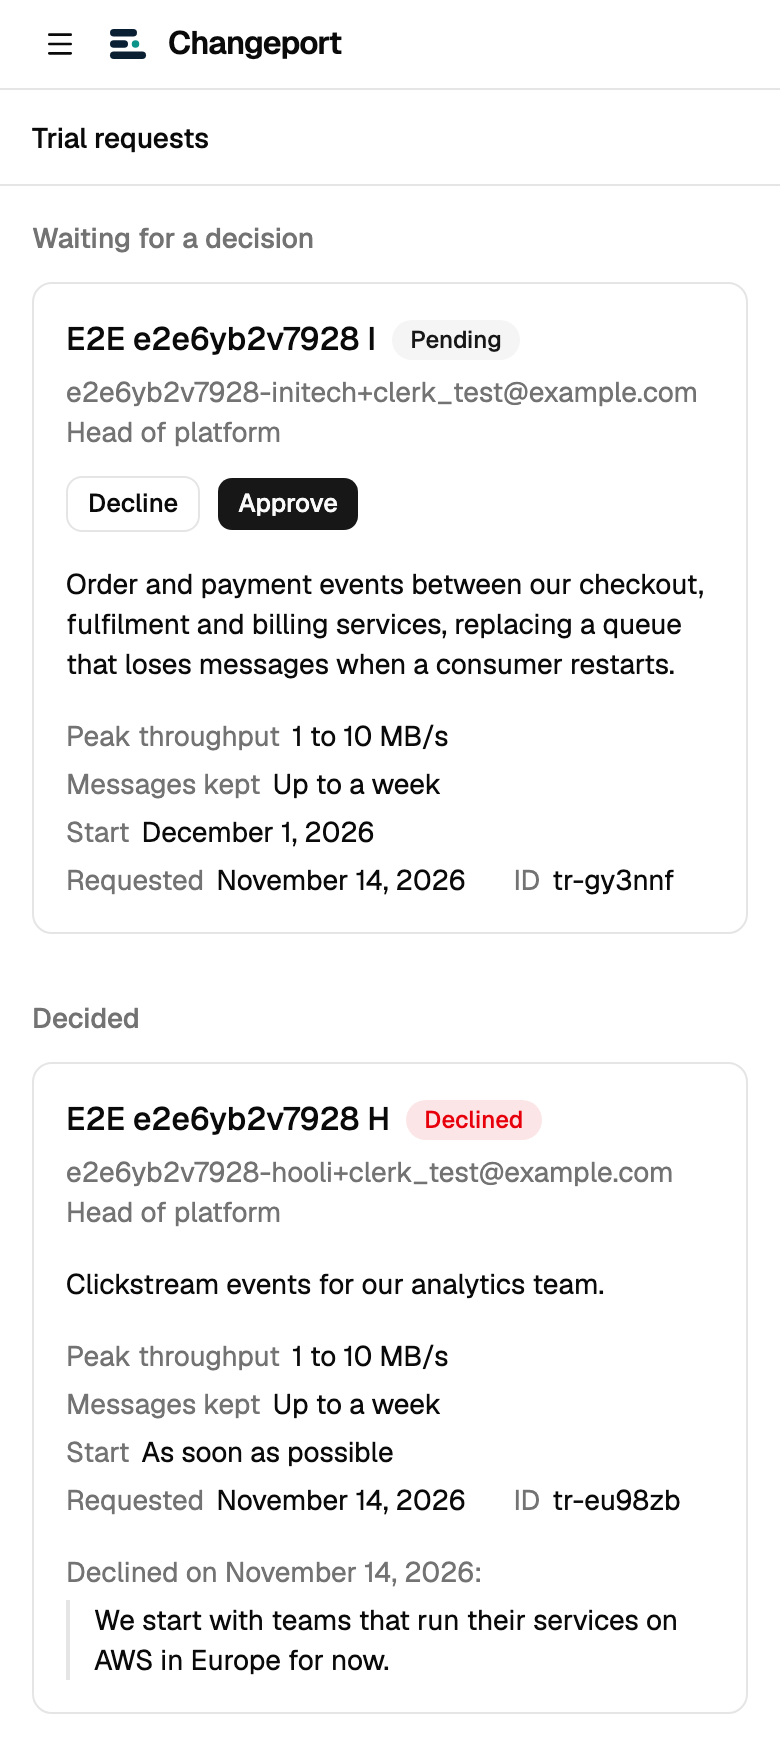 Changeport
Trial requests
Waiting for a decision
E2E e2e6yb2v7928 I Pending
e2e6yb2v7928-initech+clerk_test@example.com
Head of platform
Decline Approve
Order and payment events between our checkout,
fulfilment and billing services, replacing a queue
that loses messages when a consumer restarts.
Peak throughput 1 to 10 MB/s
Messages kept Up to a week
Start December 1, 2026
Requested November 14, 2026 ID tr-gy3nnf
Decided
E2E e2e6yb2v7928 H Declined
e2e6yb2v7928-hooli+clerk_test@example.com
Head of platform
Clickstream events for our analytics team.
Peak throughput 1 to 10 MB/s
Messages kept Up to a week
Start As soon as possible
Requested November 14, 2026 ID tr-eu98zb
Declined on November 14, 2026:
We start with teams that run their services on
AWS in Europe for now.